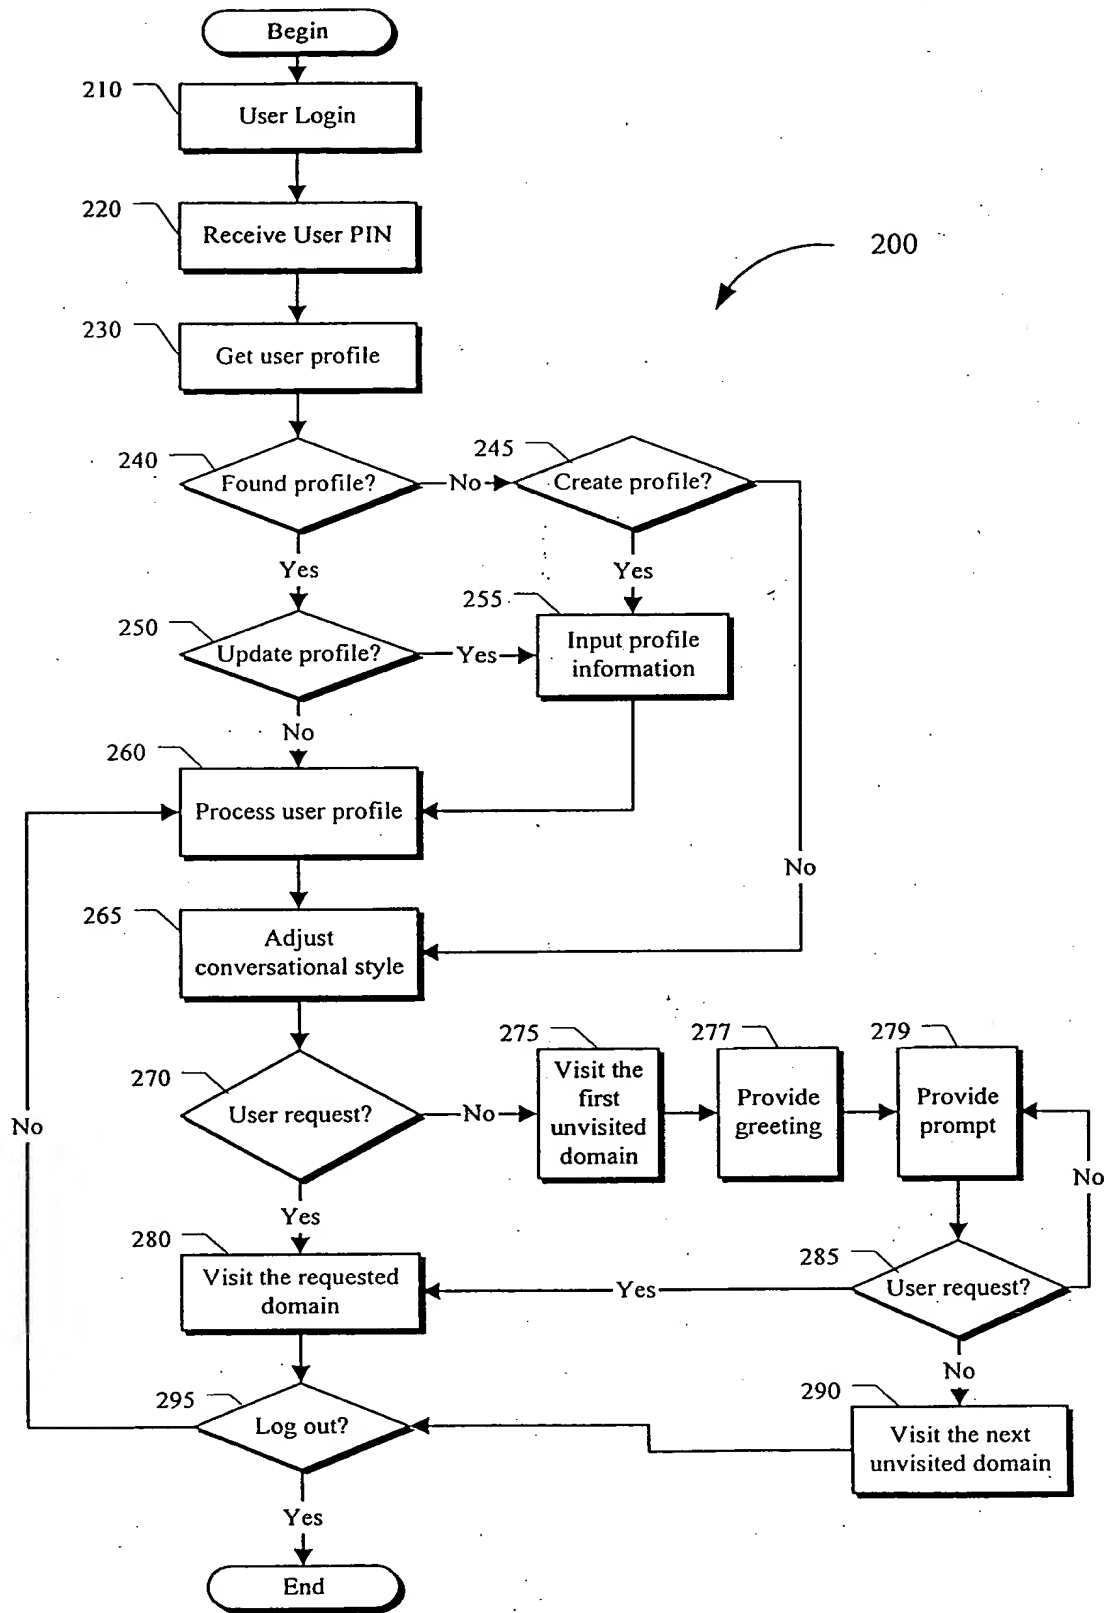 Begin
210
User Login
220
Receive User PIN
200
230
Get user profile
240
Found profile?
No
245
Create profile?
Yes
Yes
250
Update profile?
Yes
255
Input profile
information
No
260
Process user profile
No
265
Adjust
conversational style
270
User request?
No
275
Visit the
first
unvisited
domain
277
Provide
greeting
279
Provide
prompt
No
No
Yes
280
Visit the requested
domain
Yes
285
User request?
No
290
Visit the next
unvisited domain
295
Log out?
Yes
End